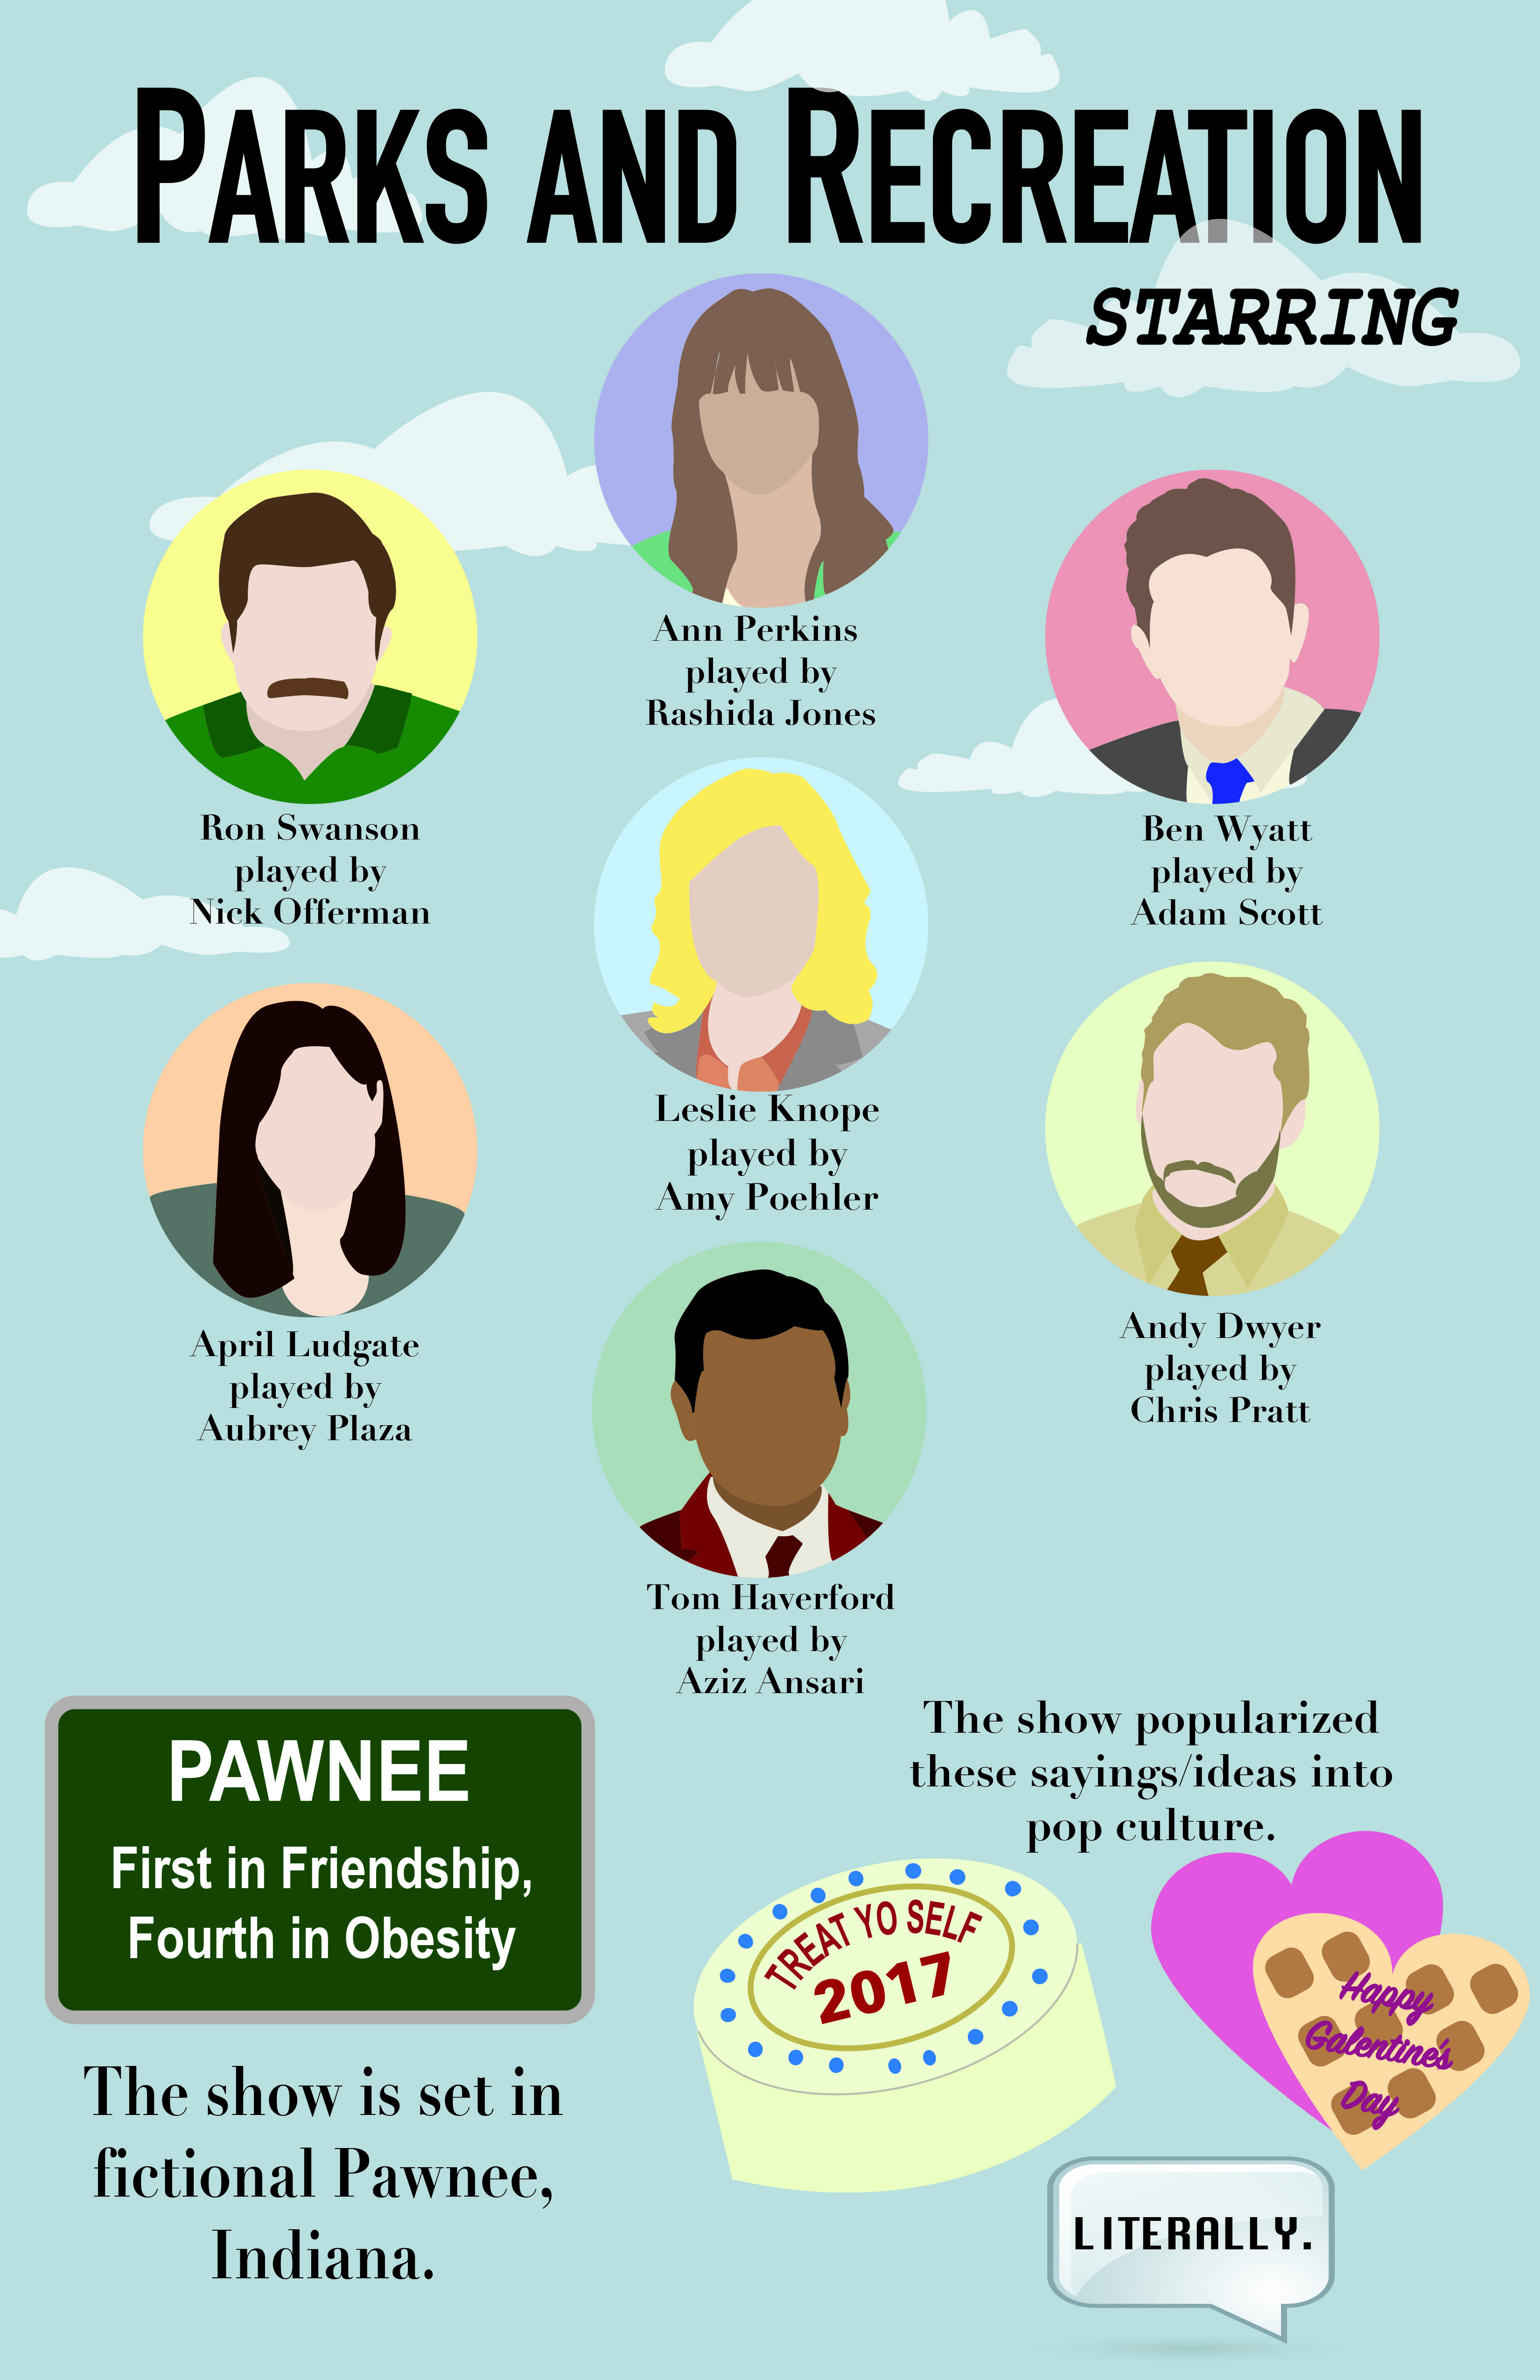 PARKS AND RECREATION
STARRING
Ann Perkins
played by
Rashida Jones
Ron Swanson
played by
Nick Offerman
Ben Wyatt
played by
Adam Scott
Leslie Knope
played by
Amy Poehler
April Ludgate
played by
Aubrey Plaza
Andy Dwyer
played by
Chris Pratt
Tom Haverford
played by
Aziz Ansari
PAWNEE
First in Friendship,
Fourth in Obesity
The show is set in
fictional Pawnee,
Indiana.
The show popularized
these sayings/ideas into
pop culture.
TREAT YO SELF
2017
Happy
Galentine's
Day
LITERALLY.